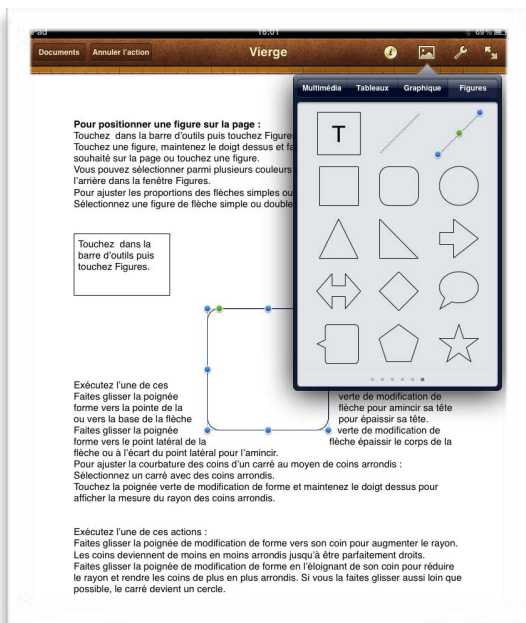 Pad 16:01 69 %
Documents Annuler l'action Vierge
Multimédia Tableaux Graphique Figures
T
Pour positionner une figure sur la page :
Touchez dans la barre d'outils puis touchez Figure
Touchez une figure, maintenez le doigt dessus et fa
souhaité sur la page ou touchez une figure.
Vous pouvez sélectionner parmi plusieurs couleurs
l'arrière dans la fenêtre Figures.
Pour ajuster les proportions des flèches simples ou
Sélectionnez une figure de flèche simple ou double
Touchez dans la
barre d'outils puis
touchez Figures.
Exécutez l'une de ces
Faites glisser la poignée verte de modification de
forme vers la pointe de la flèche pour amincir sa tête
ou vers la base de la flèche pour épaissir sa tête.
Faites glisser la poignée verte de modification de
forme vers le point latéral de la flèche épaissir le corps de la
flèche ou à l'écart du point latéral pour l'amincir.
Pour ajuster la courbature des coins d'un carré au moyen de coins arrondis :
Sélectionnez un carré avec des coins arrondis.
Touchez la poignée verte de modification de forme et maintenez le doigt dessus pour
afficher la mesure du rayon des coins arrondis.
Exécutez l'une de ces actions :
Faites glisser la poignée de modification de forme vers son coin pour augmenter le rayon.
Les coins deviennent de moins en moins arrondis jusqu'à être parfaitement droits.
Faites glisser la poignée de modification de forme en l'éloignant de son coin pour réduire
le rayon et rendre les coins de plus en plus arrondis. Si vous la faites glisser aussi loin que
possible, le carré devient un cercle.